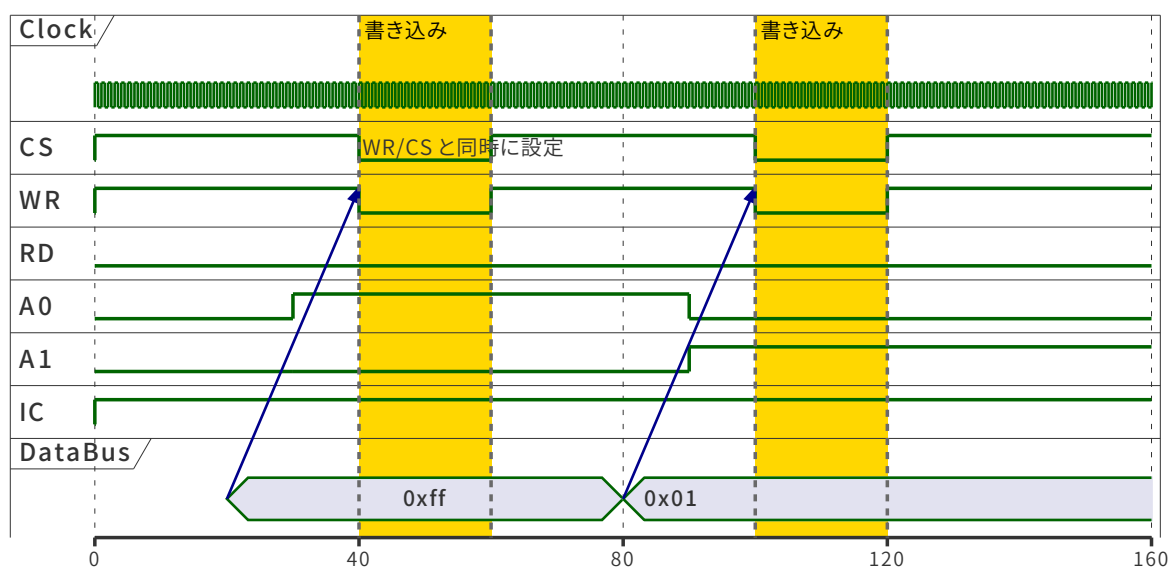 Clock
書き込み
書き込み
CS
WR/CS と同時に設定
WR
RD
A0
A1
IC
DataBus
0xff
0x01
0
40
80
120
160